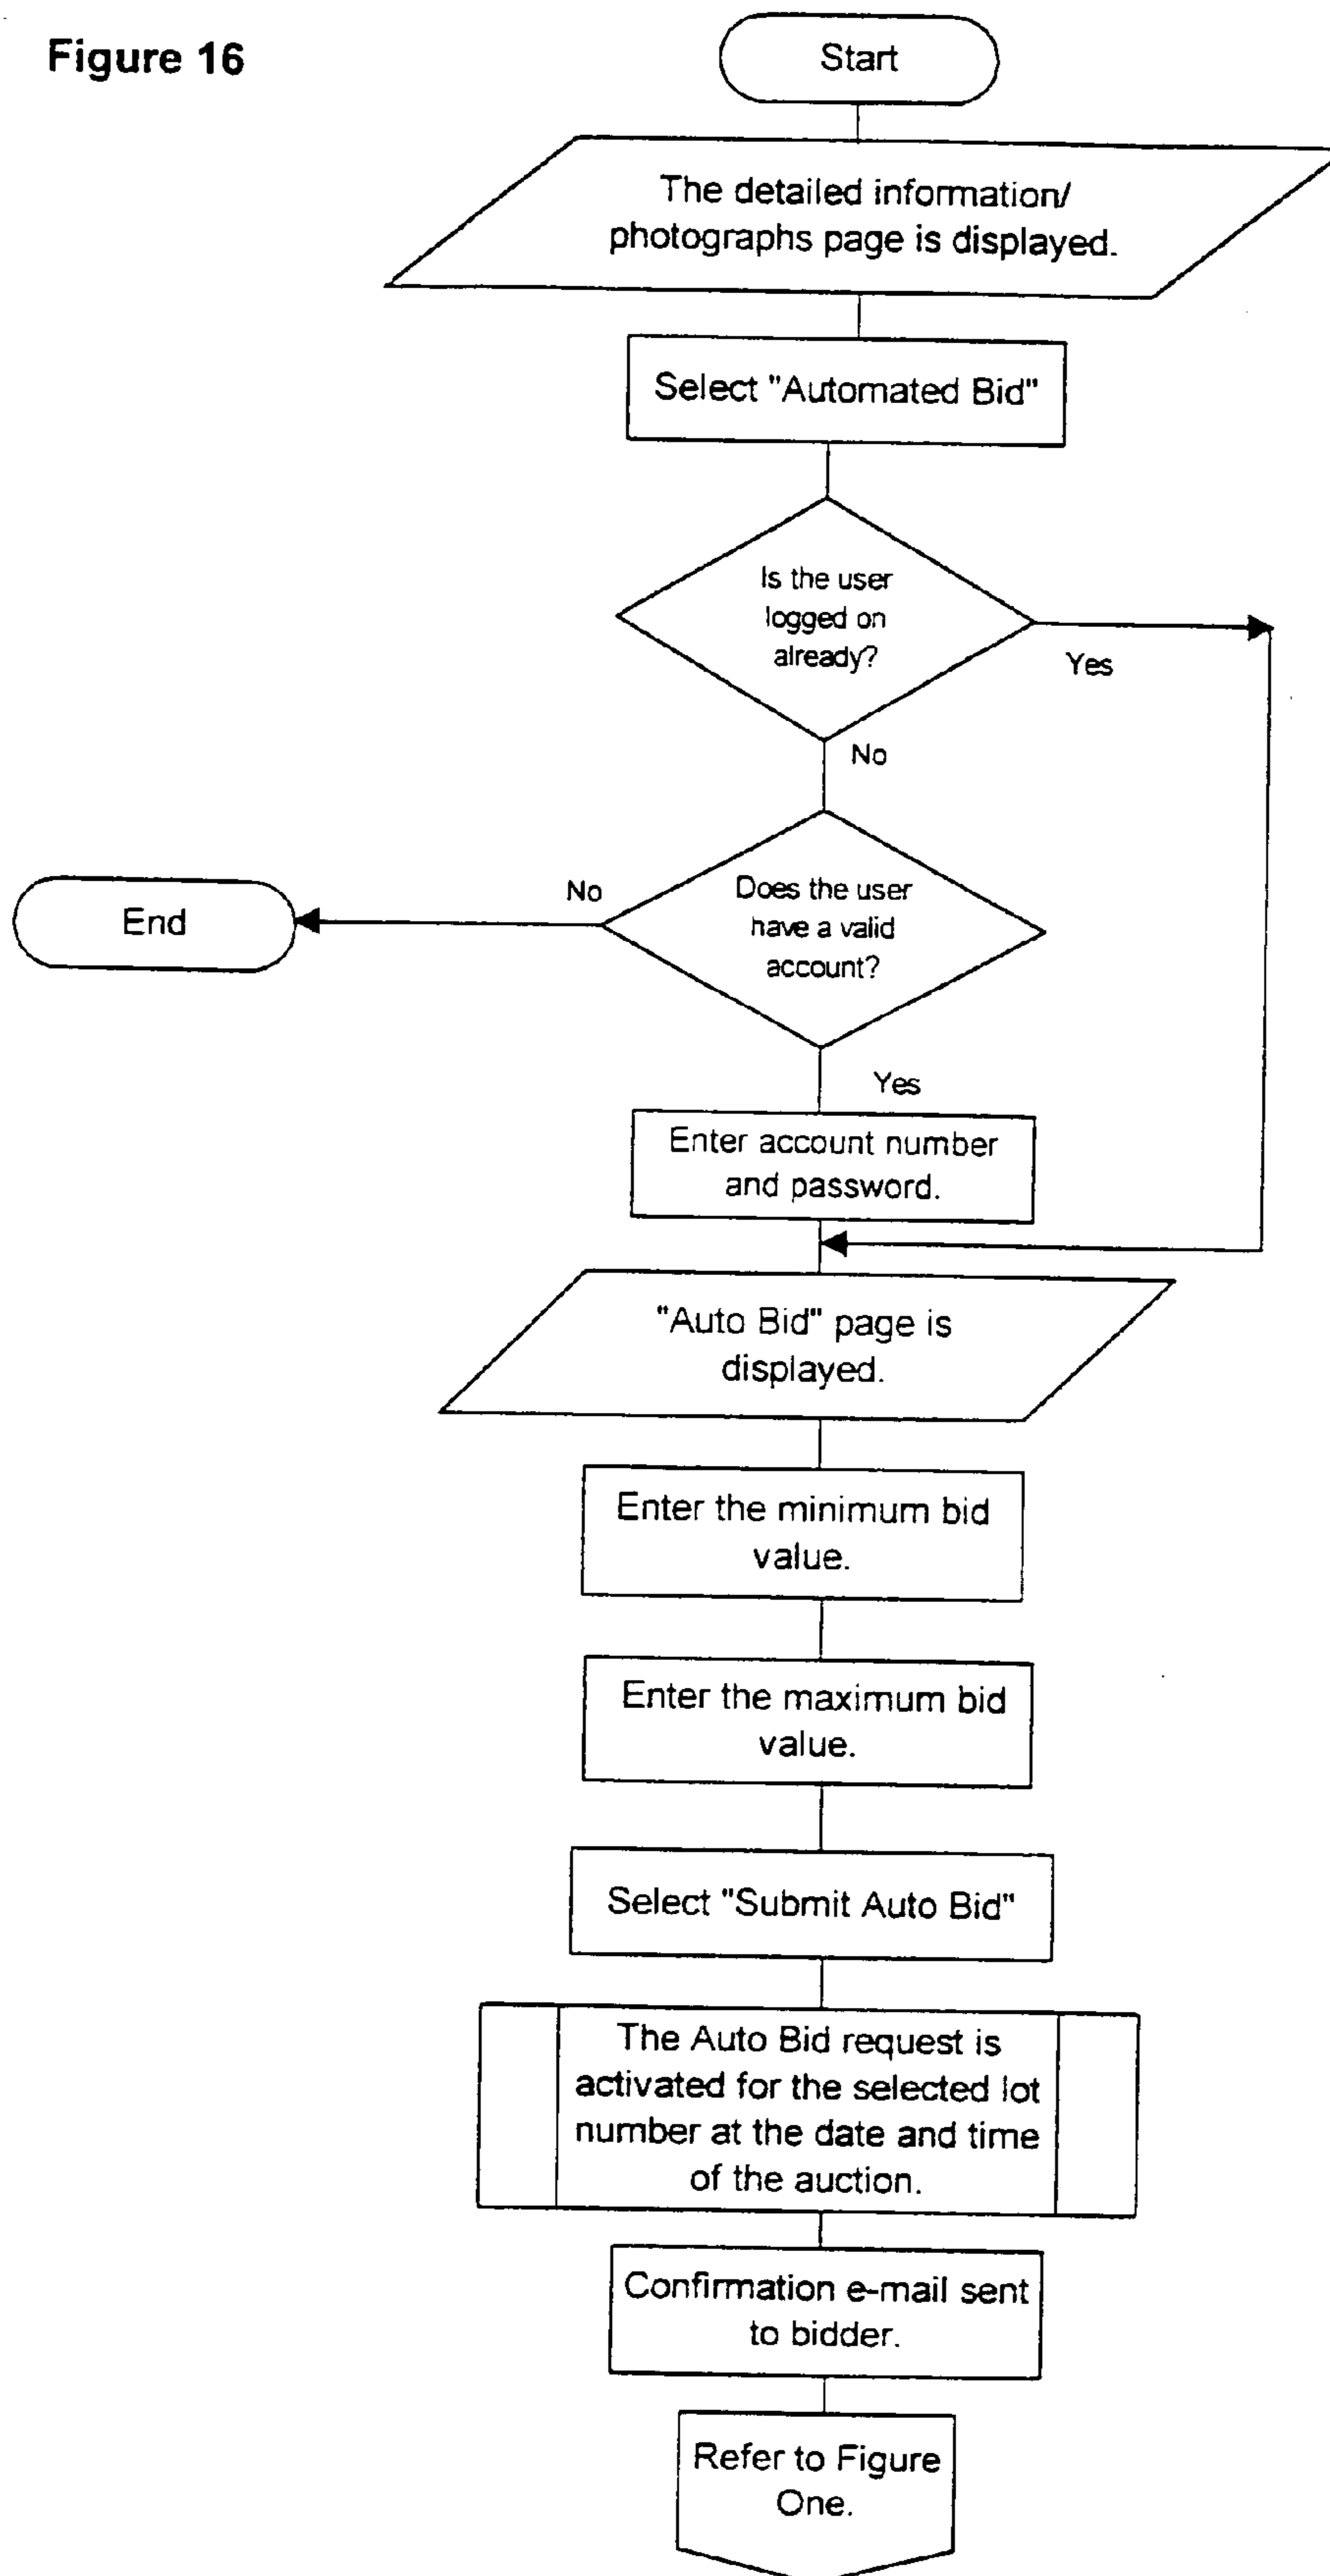 Figure 16
Start
The detailed information/
photographs page is displayed.
Select "Automated Bid"
Is the user
logged on
already?
Yes
No
Does the user
have a valid
account?
No
End
Yes
Enter account number
and password.
"Auto Bid" page is
displayed.
Enter the minimum bid
value.
Enter the maximum bid
value.
Select "Submit Auto Bid"
The Auto Bid request is
activated for the selected lot
number at the date and time
of the auction.
Confirmation e-mail sent
to bidder.
Refer to Figure
One.